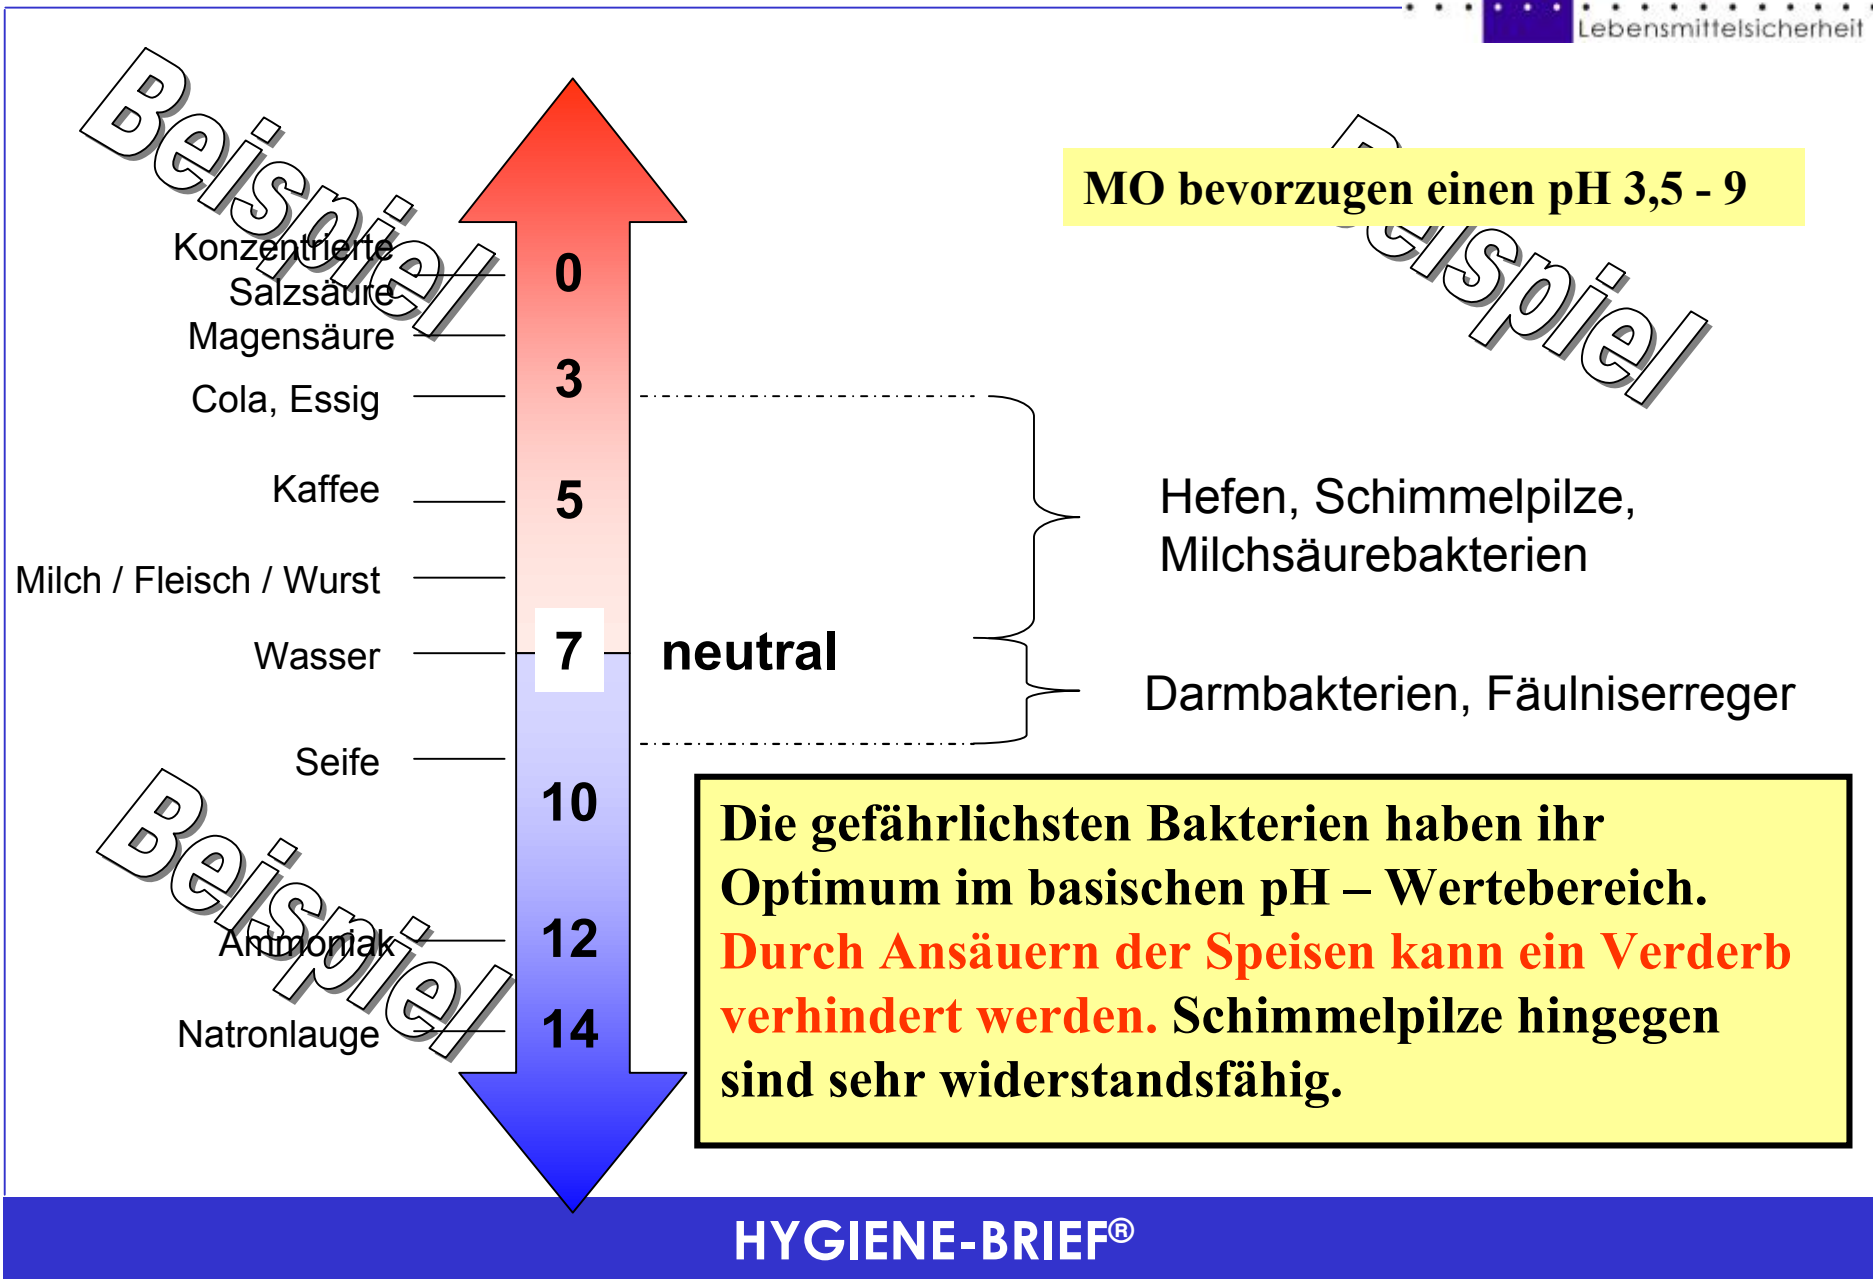 Lebensmittelsicherheit
Beispiel
Beispiel
MO bevorzugen einen pH 3,5 - 9
Konzentrierte
Salzsäure
0
Magensäure
3
Cola, Essig
Kaffee
5
Hefen, Schimmelpilze,
Milchsäurebakterien
Milch / Fleisch / Wurst
Wasser
7
neutral
Darmbakterien, Fäulniserreger
Seife
10
Beispiel
Ammoniak
12
Natronlauge
14
Die gefährlichsten Bakterien haben ihr
Optimum im basischen pH – Wertebereich.
Durch Ansäuern der Speisen kann ein Verderb
verhindert werden. Schimmelpilze hingegen
sind sehr widerstandsfähig.
HYGIENE-BRIEF®